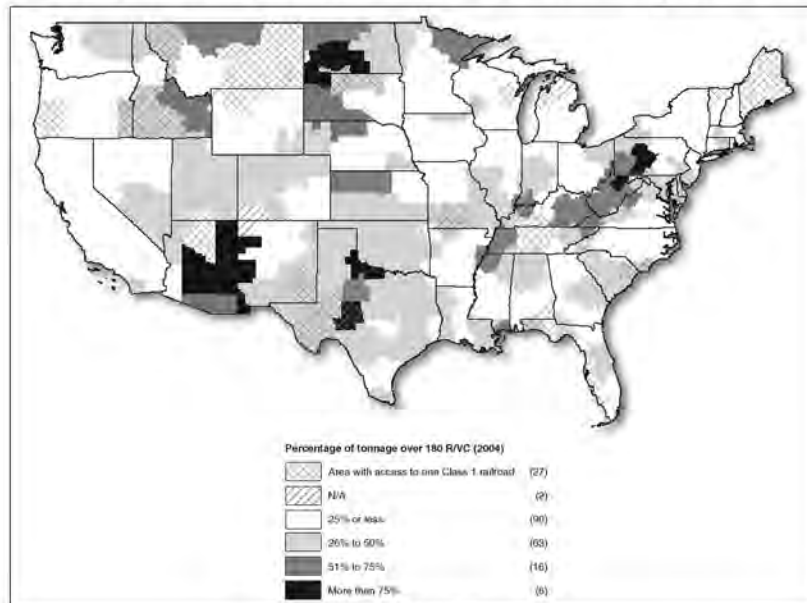 Percentage of tonnage over 180 R/VC (2004)
Area with access to one Class 1 railroad (27)
N/A (2)
25% or less (90)
26% to 50% (63)
51% to 75% (16)
More than 75% (6)